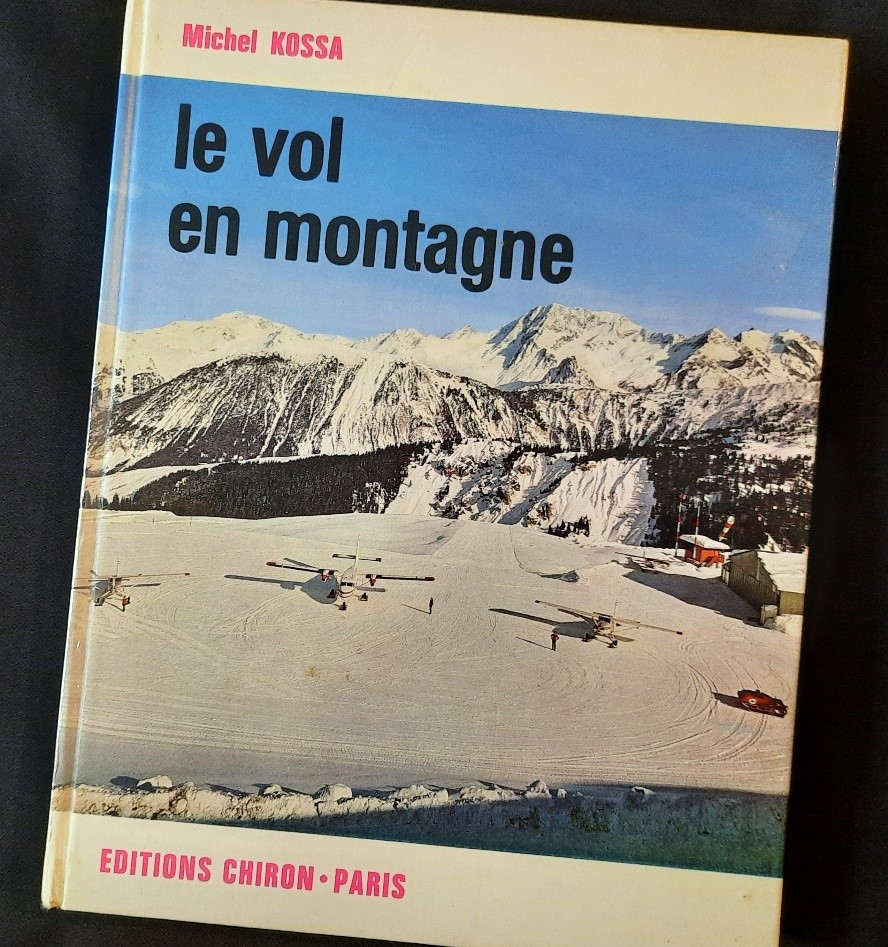 Michel KOSSA
le vol
en montagne
EDITIONS CHIRON • PARIS